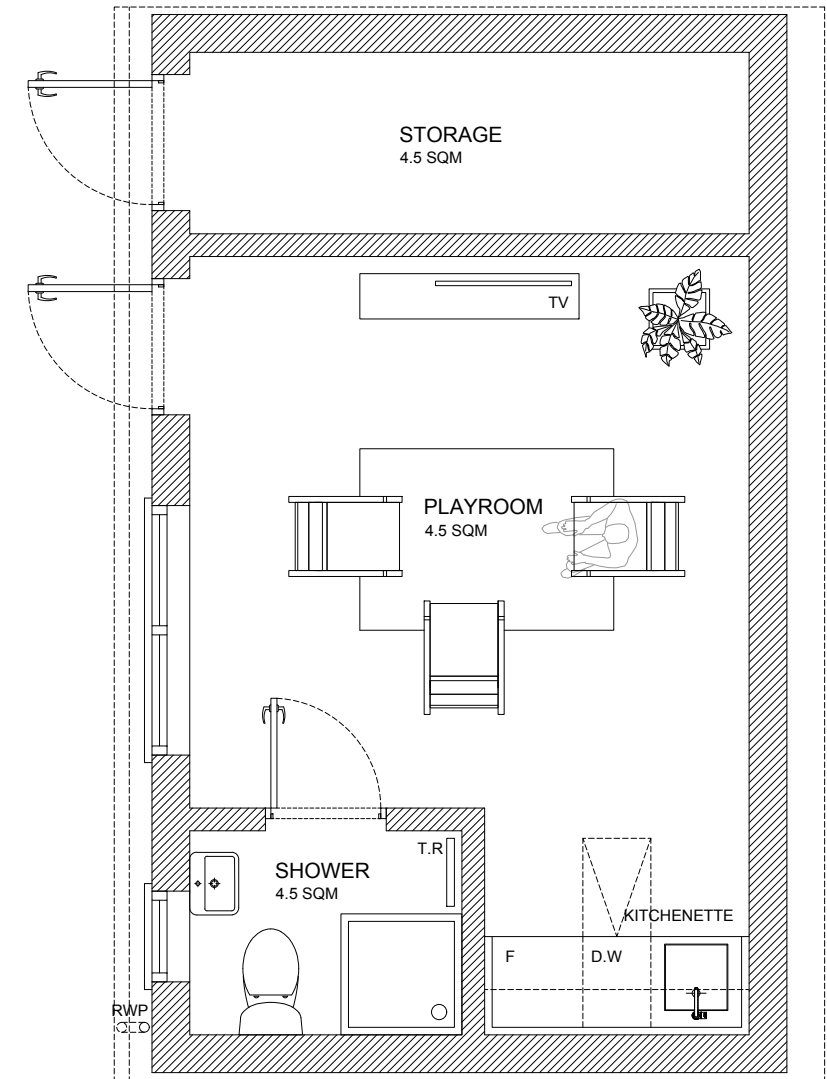 STORAGE
4.5 SQM
TV
PLAYROOM
4.5 SQM
T.R
SHOWER
4.5 SQM
KITCHENETTE
F
D.W
RWP